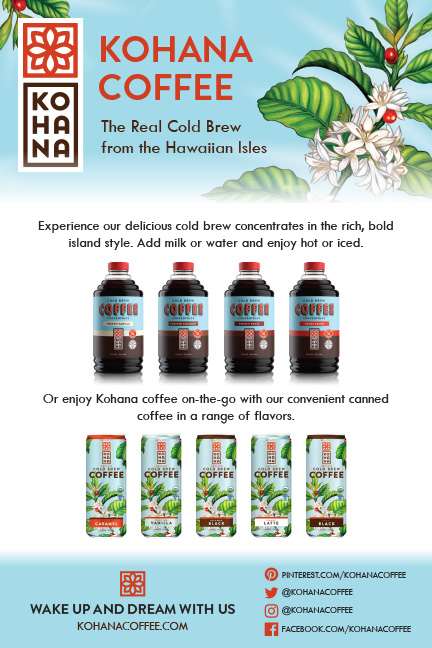 KO
HA
NA
KOHANA
COFFEE
The Real Cold Brew
from the Hawaiian Isles
Experience our delicious cold brew concentrates in the rich, bold
island style. Add milk or water and enjoy hot or iced.
COLD BREW COLD BREW COLD BREW COLD BREW
COFFEE COFFEE COFFEE COFFEE
CONCENTRATE CONCENTRATE CONCENTRATE CONCENTRATE
Or enjoy Kohana coffee on-the-go with our convenient canned
coffee in a range of flavors.
COLD BREW COLD BREW COLD BREW COLD BREW COLD BREW
COFFEE COFFEE COFFEE COFFEE COFFEE
CARAMEL VANILLA BLACK LATTE BLACK
WAKE UP AND DREAM WITH US
KOHANACOFFEE.COM
PINTEREST.COM/KOHANACOFFEE
@KOHANACOFFEE
@KOHANACOFFEE
FACEBOOK.COM/KOHANACOFFEE